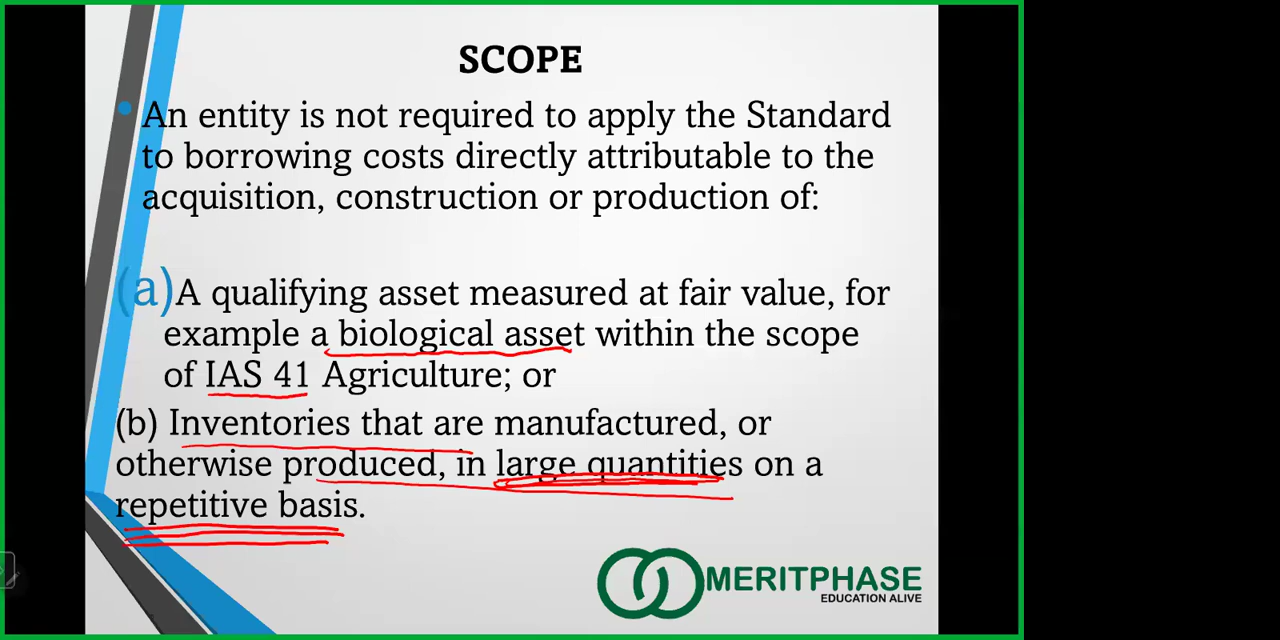 SCOPE
An entity is not required to apply the Standard
to borrowing costs directly attributable to the
acquisition, construction or production of:
(a) A qualifying asset measured at fair value, for
example a biological asset within the scope
of IAS 41 Agriculture; or
(b) Inventories that are manufactured, or
otherwise produced, in large quantities on a
repetitive basis.
MERITPHASE
EDUCATION ALIVE